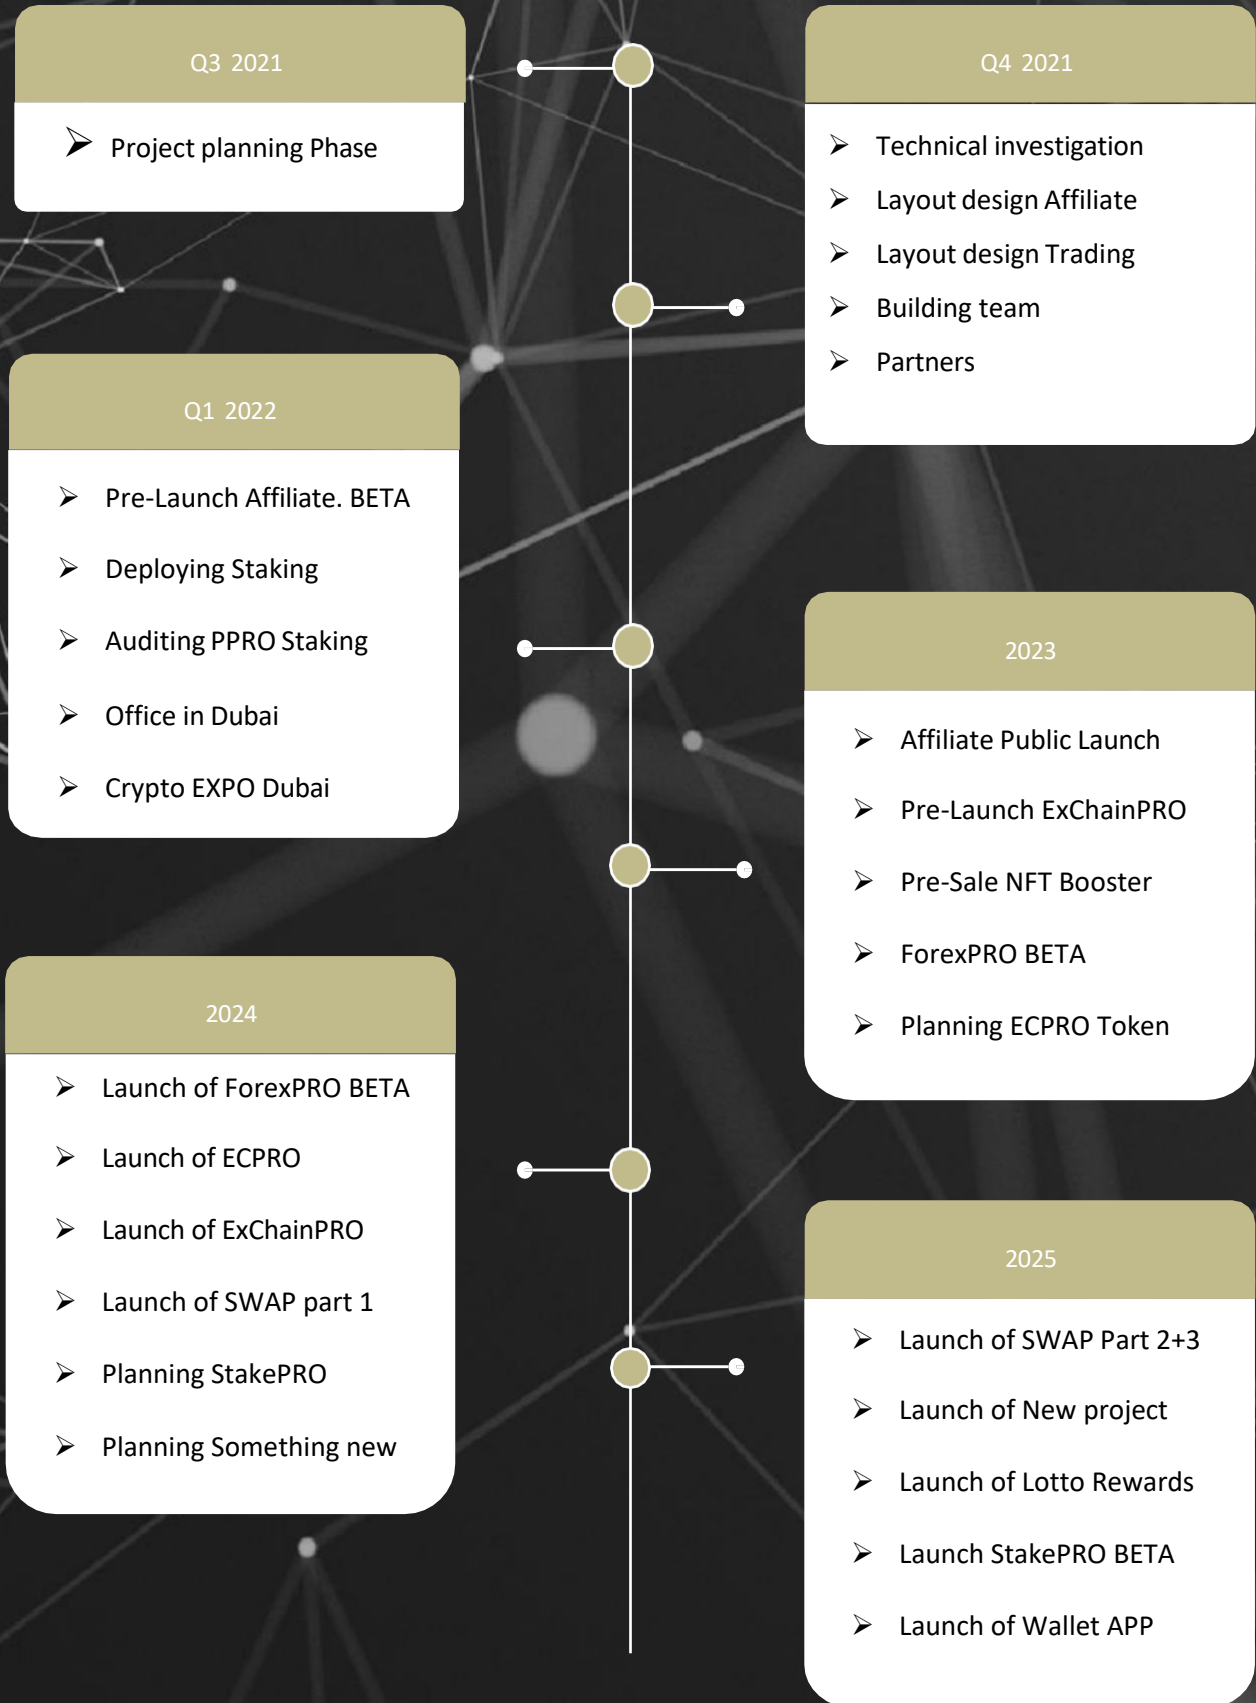 Q3 2021
➢ Project planning Phase
Q4 2021
➢ Technical investigation
➢ Layout design Affiliate
➢ Layout design Trading
➢ Building team
➢ Partners
Q1 2022
➢ Pre-Launch Affiliate. BETA
➢ Deploying Staking
➢ Auditing PPRO Staking
➢ Office in Dubai
➢ Crypto EXPO Dubai
2023
➢ Affiliate Public Launch
➢ Pre-Launch ExChainPRO
➢ Pre-Sale NFT Booster
➢ ForexPRO BETA
➢ Planning ECPRO Token
2024
➢ Launch of ForexPRO BETA
➢ Launch of ECPRO
➢ Launch of ExChainPRO
➢ Launch of SWAP part 1
➢ Planning StakePRO
➢ Planning Something new
2025
➢ Launch of SWAP Part 2+3
➢ Launch of New project
➢ Launch of Lotto Rewards
➢ Launch StakePRO BETA
➢ Launch of Wallet APP